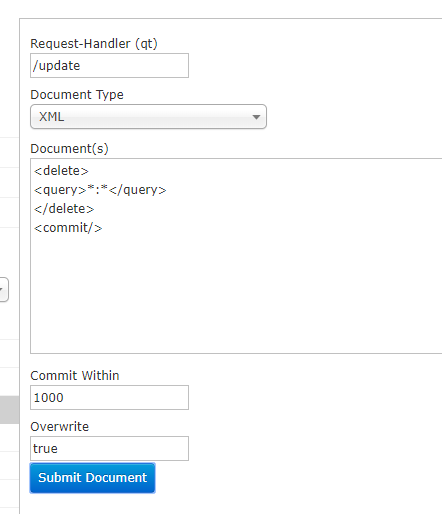 Request-Handler (qt)
/update
Document Type
XML
Document(s)
<delete>
<query>*:*</query>
</delete>
<commit/>
Commit Within
1000
Overwrite
true
Submit Document